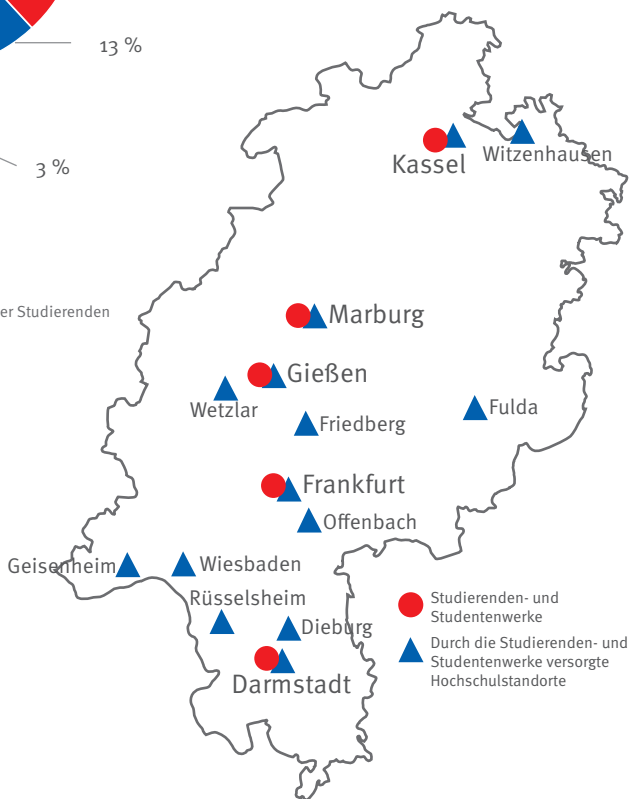 13 %
3 %
er Studierenden
Kassel
Witzenhausen
Marburg
Gießen
Wetzlar
Friedberg
Fulda
Frankfurt
Offenbach
Geisenheim
Wiesbaden
Rüsselsheim
Dieburg
Darmstadt
Studierenden- und
Studentenwerke
Durch die Studierenden- und
Studentenwerke versorgte
Hochschulstandorte